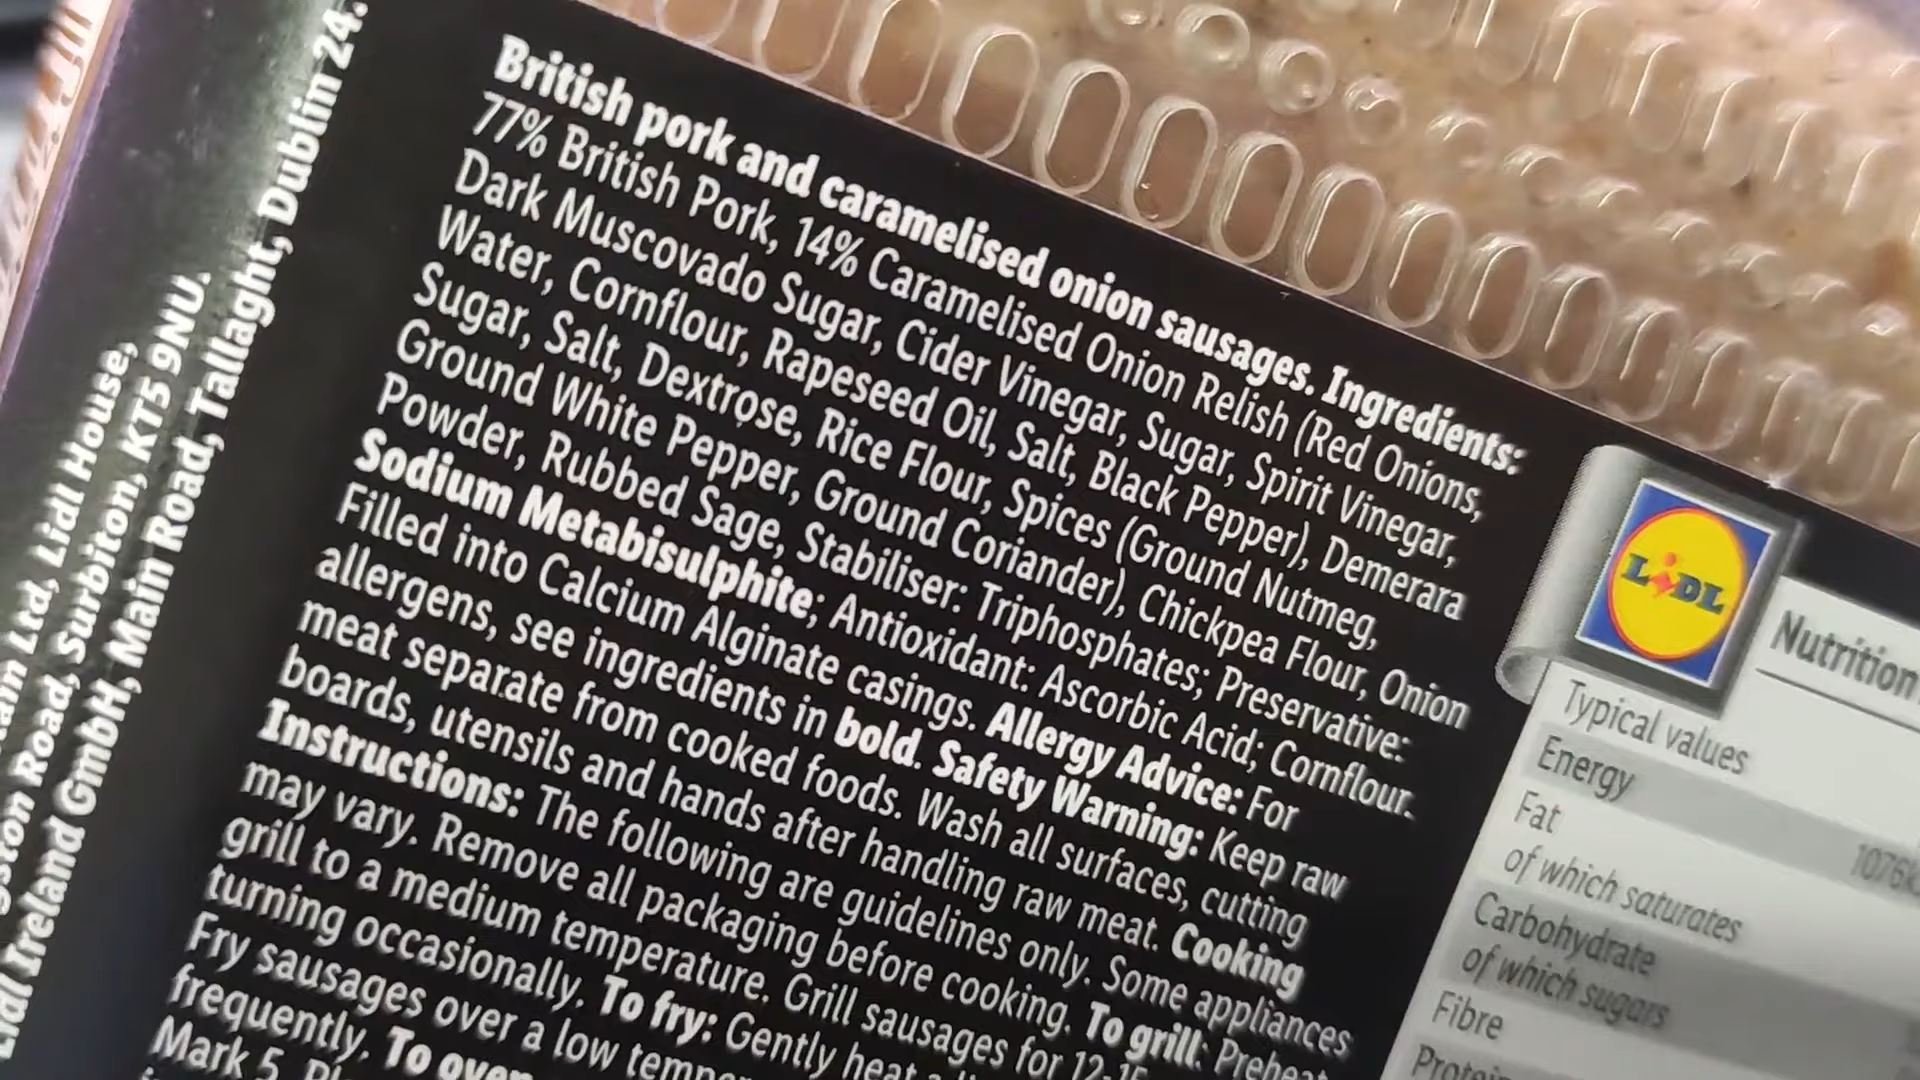 British pork and caramelised onion sausages. Ingredients:
77% British Pork, 14% Caramelised Onion Relish (Red Onions,
Dark Muscovado Sugar, Cider Vinegar, Sugar, Spirit Vinegar,
Water, Cornflour, Rapeseed Oil, Salt, Black Pepper), Demerara
Sugar, Salt, Dextrose, Rice Flour, Spices (Ground Nutmeg,
Ground White Pepper, Ground Coriander), Chickpea Flour, Onion
Powder, Rubbed Sage, Stabiliser: Triphosphates; Preservative:
Sodium Metabisulphite; Antioxidant: Ascorbic Acid; Cornflour.
Filled into Calcium Alginate casings. Allergy Advice: For
allergens, see ingredients in bold. Safety Warning: Keep raw
meat separate from cooked foods. Wash all surfaces, cutting
boards, utensils and hands after handling raw meat. Cooking
Instructions: The following are guidelines only. Some appliances
may vary. Remove all packaging before cooking. To grill: Preheat
grill to a medium temperature. Grill sausages for 12-15
turning occasionally. To fry: Gently heat
Fry sausages over a low
frequently. To oven
Mark 5.
Ltd, Lidl House,
Road, Surbiton, KT5 9NU.
Lidl Ireland GmbH, Main Road, Tallaght, Dublin 24.
LIDL
Nutrition
Typical values
Energy
1076k
Fat
of which saturates
Carbohydrate
of which sugars
Fibre
Protein